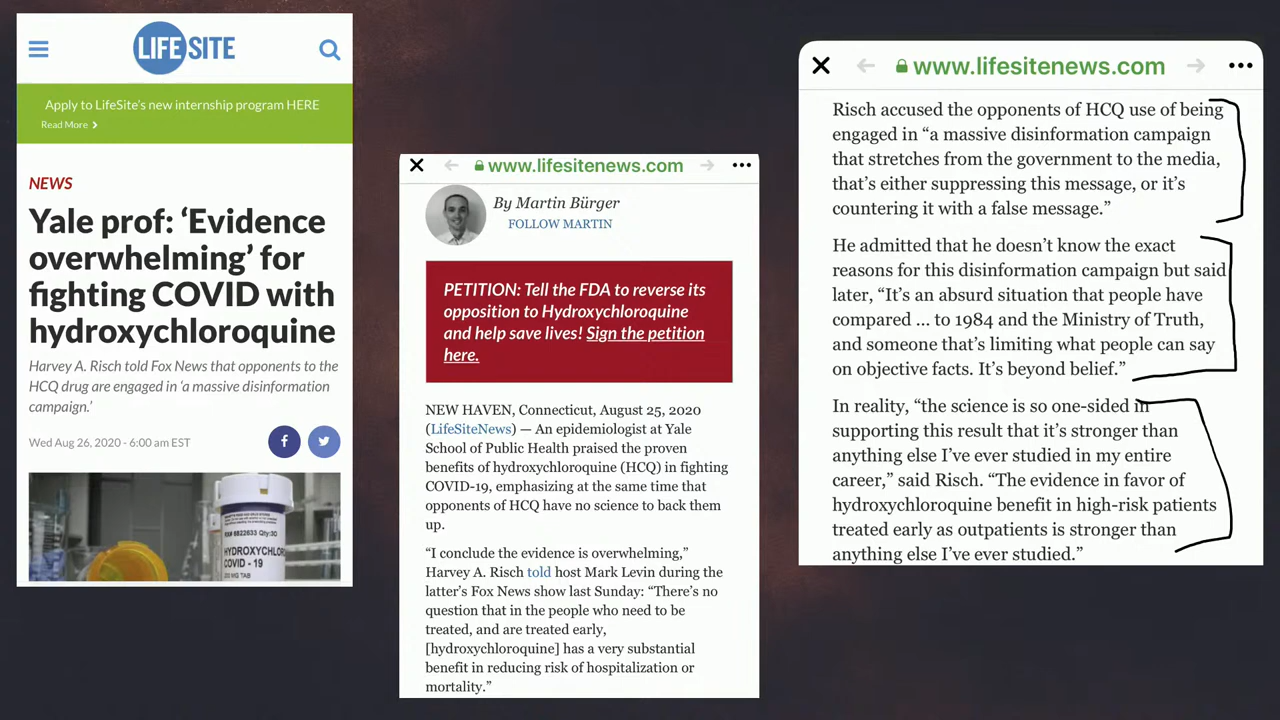 LIFE SITE
Apply to LifeSite's new internship program HERE
Read More >
NEWS
Yale prof: ‘Evidence
overwhelming’ for
fighting COVID with
hydroxychloroquine
Harvey A. Risch told Fox News that opponents to the
HCQ drug are engaged in ‘a massive disinformation
campaign.’
Wed Aug 26, 2020 - 6:00 am EST
HYDROXYCHLO
COVID - 19
www.lifesitenews.com
By Martin Bürger
FOLLOW MARTIN
PETITION: Tell the FDA to reverse its
opposition to Hydroxychloroquine
and help save lives! Sign the petition
here.
NEW HAVEN, Connecticut, August 25, 2020
(LifeSiteNews) — An epidemiologist at Yale
School of Public Health praised the proven
benefits of hydroxychloroquine (HCQ) in fighting
COVID-19, emphasizing at the same time that
opponents of HCQ have no science to back them
up.
“I conclude the evidence is overwhelming,”
Harvey A. Risch told host Mark Levin during the
latter’s Fox News show last Sunday: “There’s no
question that in the people who need to be
treated, and are treated early,
[hydroxychloroquine] has a very substantial
benefit in reducing risk of hospitalization or
mortality.”
www.lifesitenews.com
Risch accused the opponents of HCQ use of being
engaged in “a massive disinformation campaign
that stretches from the government to the media,
that’s either suppressing this message, or it’s
countering it with a false message.”
He admitted that he doesn’t know the exact
reasons for this disinformation campaign but said
later, “It’s an absurd situation that people have
compared … to 1984 and the Ministry of Truth,
and someone that’s limiting what people can say
on objective facts. It’s beyond belief.”
In reality, “the science is so one-sided in
supporting this result that it’s stronger than
anything else I’ve ever studied in my entire
career,” said Risch. “The evidence in favor of
hydroxychloroquine benefit in high-risk patients
treated early as outpatients is stronger than
anything else I’ve ever studied.”